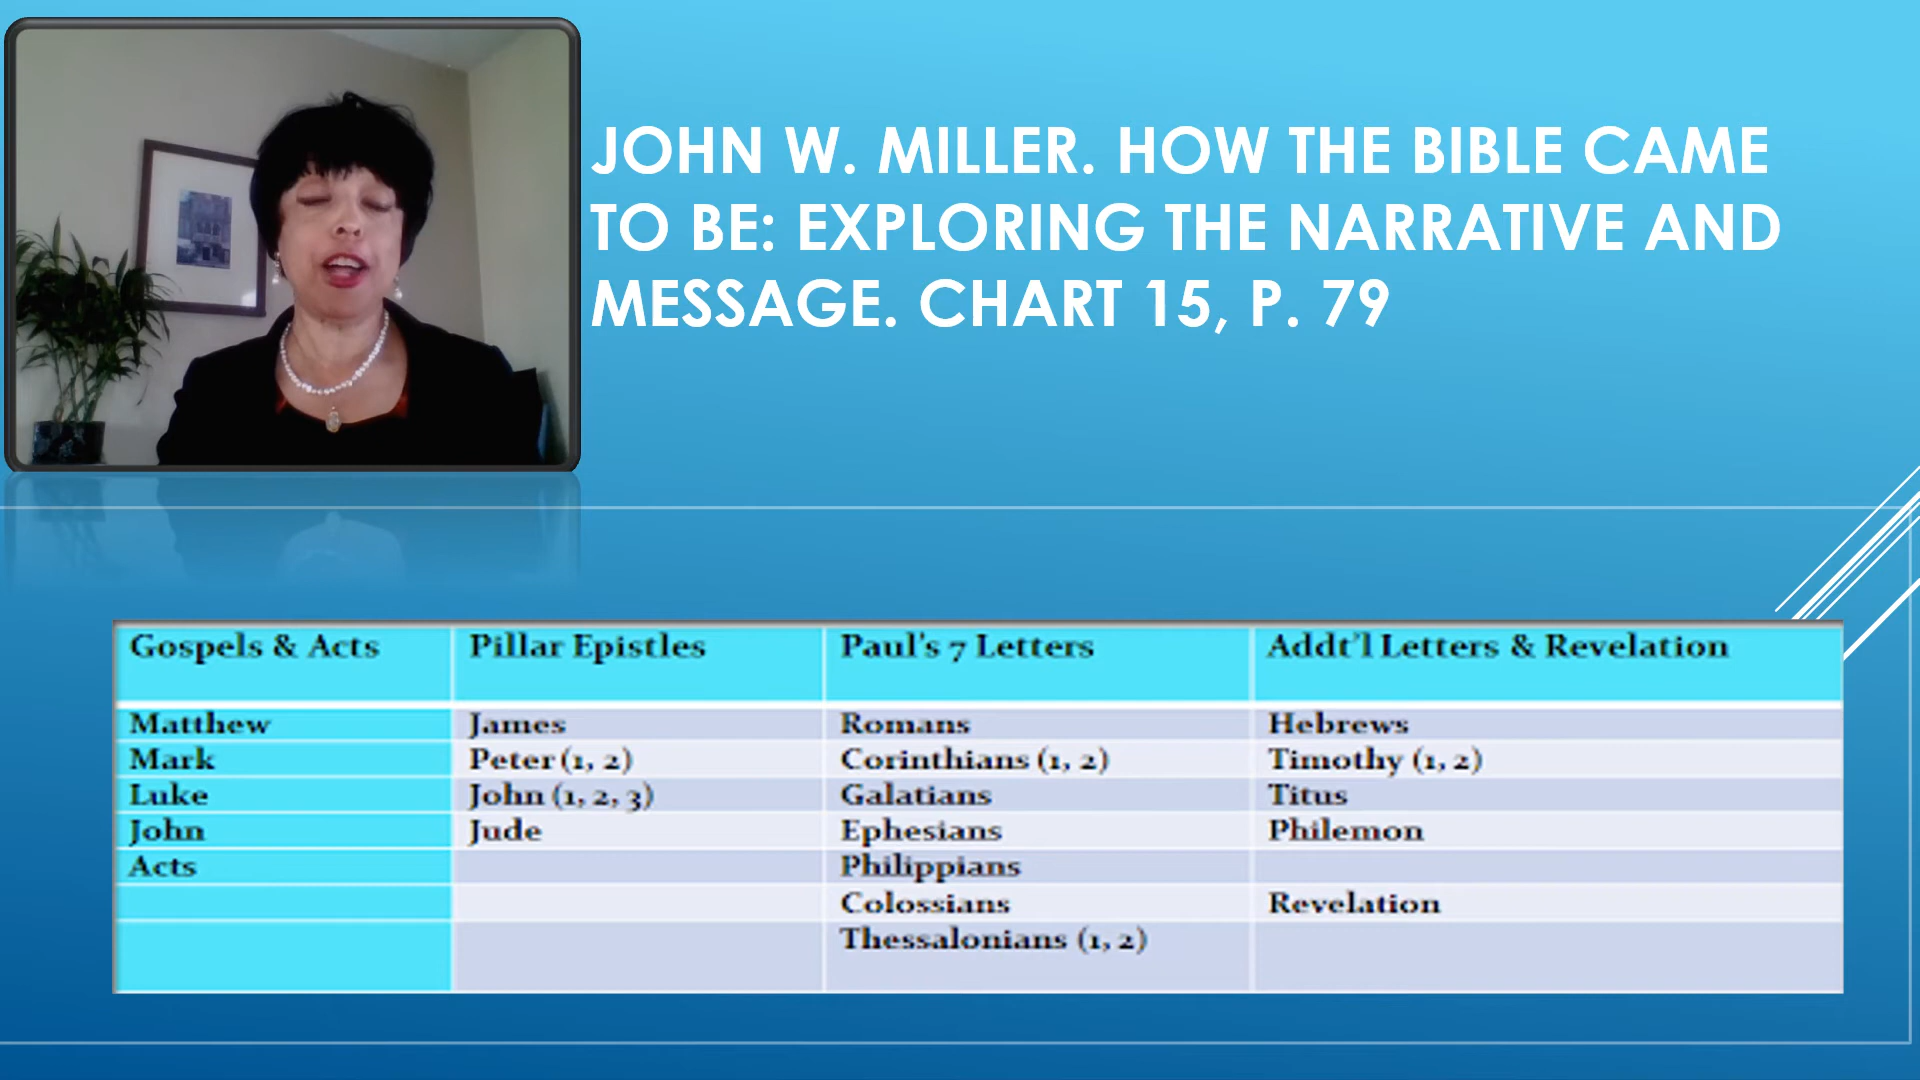 JOHN W. MILLER. HOW THE BIBLE CAME
TO BE: EXPLORING THE NARRATIVE AND
MESSAGE. CHART 15, P. 79
Gospels & Acts Pillar Epistles Paul's 7 Letters Addt'l Letters & Revelation
Matthew James Romans Hebrews
Mark Peter (1, 2) Corinthians (1, 2) Timothy (1, 2)
Luke John (1, 2, 3) Galatians Titus
John Jude Ephesians Philemon
Acts Philippians
Colossians Revelation
Thessalonians (1, 2)